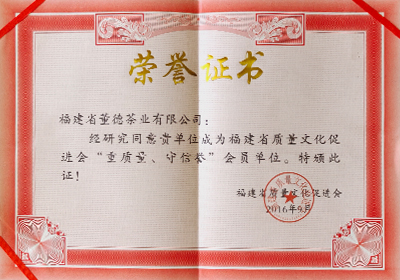 荣誉证书
福建省董德茶业有限公司：
经研究同意贵单位成为福建省质量文化促
进会“重质量、守信誉”会员单位。特颁此
证！
福建省质量文化促进会
2016年9月